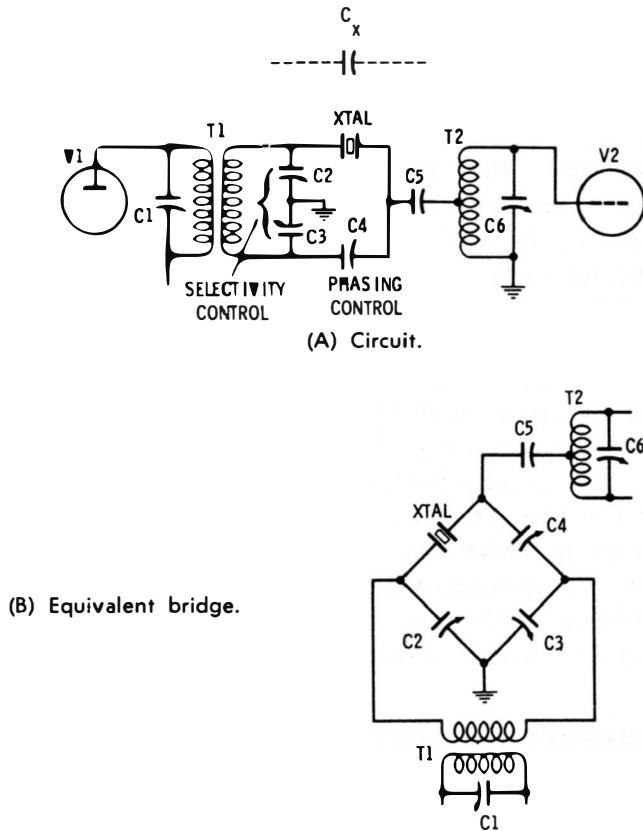 Cx
XTAL
T1
T2
V1
V2
C2
C5
C1
C6
C3
C4
SELECTIVITY
CONTROL
PHASING
CONTROL
(A) Circuit.
T2
C5
C6
XTAL
C4
(B) Equivalent bridge.
C2
C3
T1
C1